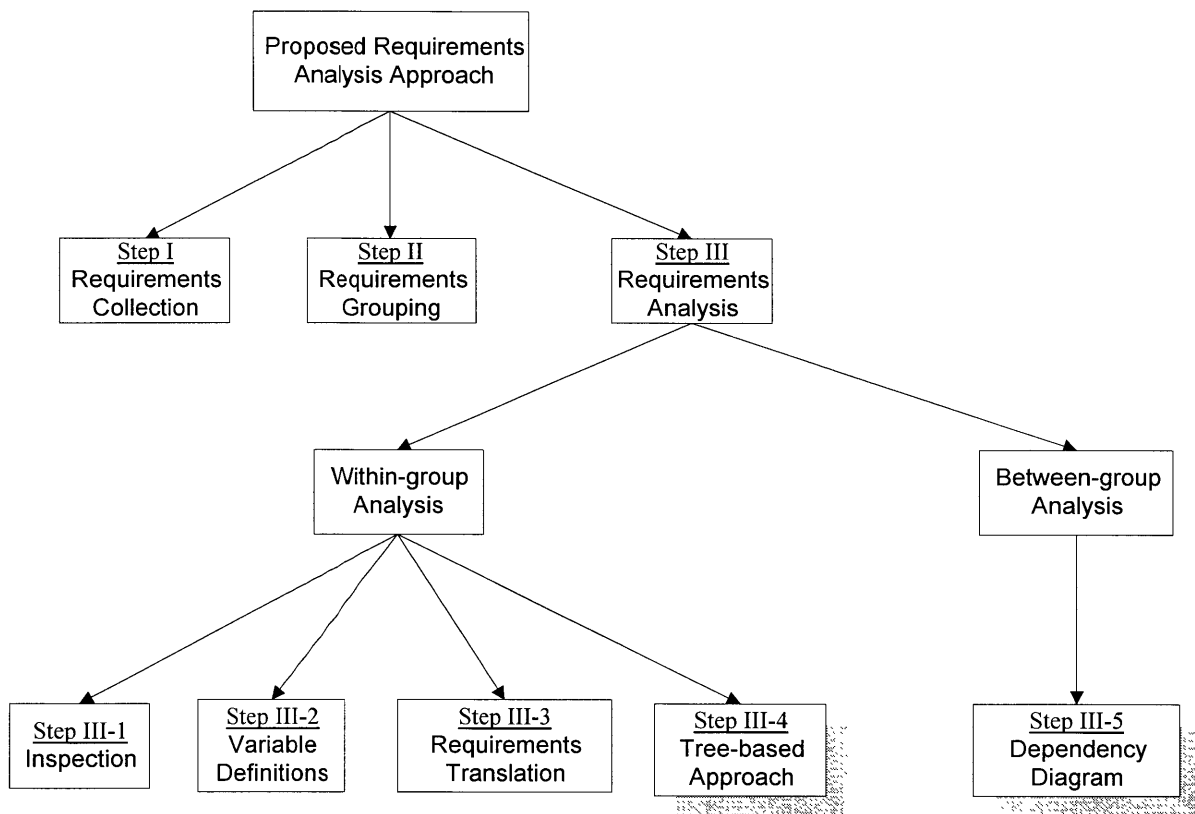 Proposed Requirements
Analysis Approach
Step I
Requirements
Collection
Step II
Requirements
Grouping
Step III
Requirements
Analysis
Within-group
Analysis
Between-group
Analysis
Step III-1
Inspection
Step III-2
Variable
Definitions
Step III-3
Requirements
Translation
Step III-4
Tree-based
Approach
Step III-5
Dependency
Diagram